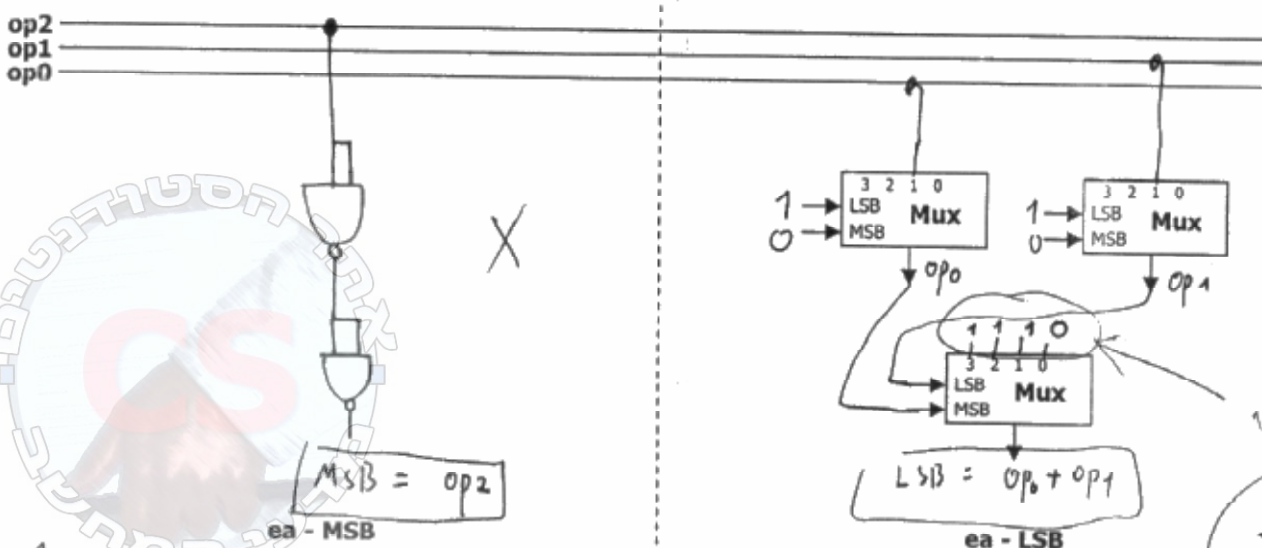 op2
op1
op0
3 2 1 0
LSB Mux
MSB
1
0
op0
3 2 1 0
LSB Mux
MSB
1
0
op1
X
1 1 1 0
3 2 1 0
LSB Mux
MSB
MSB = op2
ea - MSB
LSB = op0 + op1
ea - LSB
CS